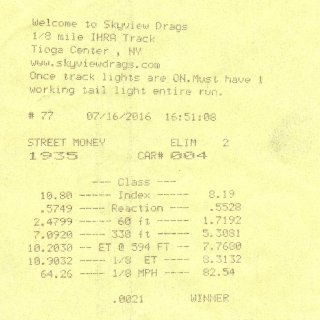 Welcome to Skyview Drags
1/8 mile IHRA Track
Tioga Center , NY
www.skyviewdrags.com
Once track lights are ON.Must have 1
working tail light entire run.
# 77 07/16/2016 16:51:08
STREET MONEY ELIM 2
1935 CAR# 004
--- Class ---
10.80 ----- Index ----- 8.19
.5749 --- Reaction --- .5528
2.4799 ---- 60 ft ---- 1.7192
7.0920 ---- 330 ft ---- 5.3081
10.2030 -- ET @ 594 FT -- 7.7680
10.9032 ---- 1/8 ET ---- 8.3132
64.26 ---- 1/8 MPH ---- 82.54
.0021 WINNER